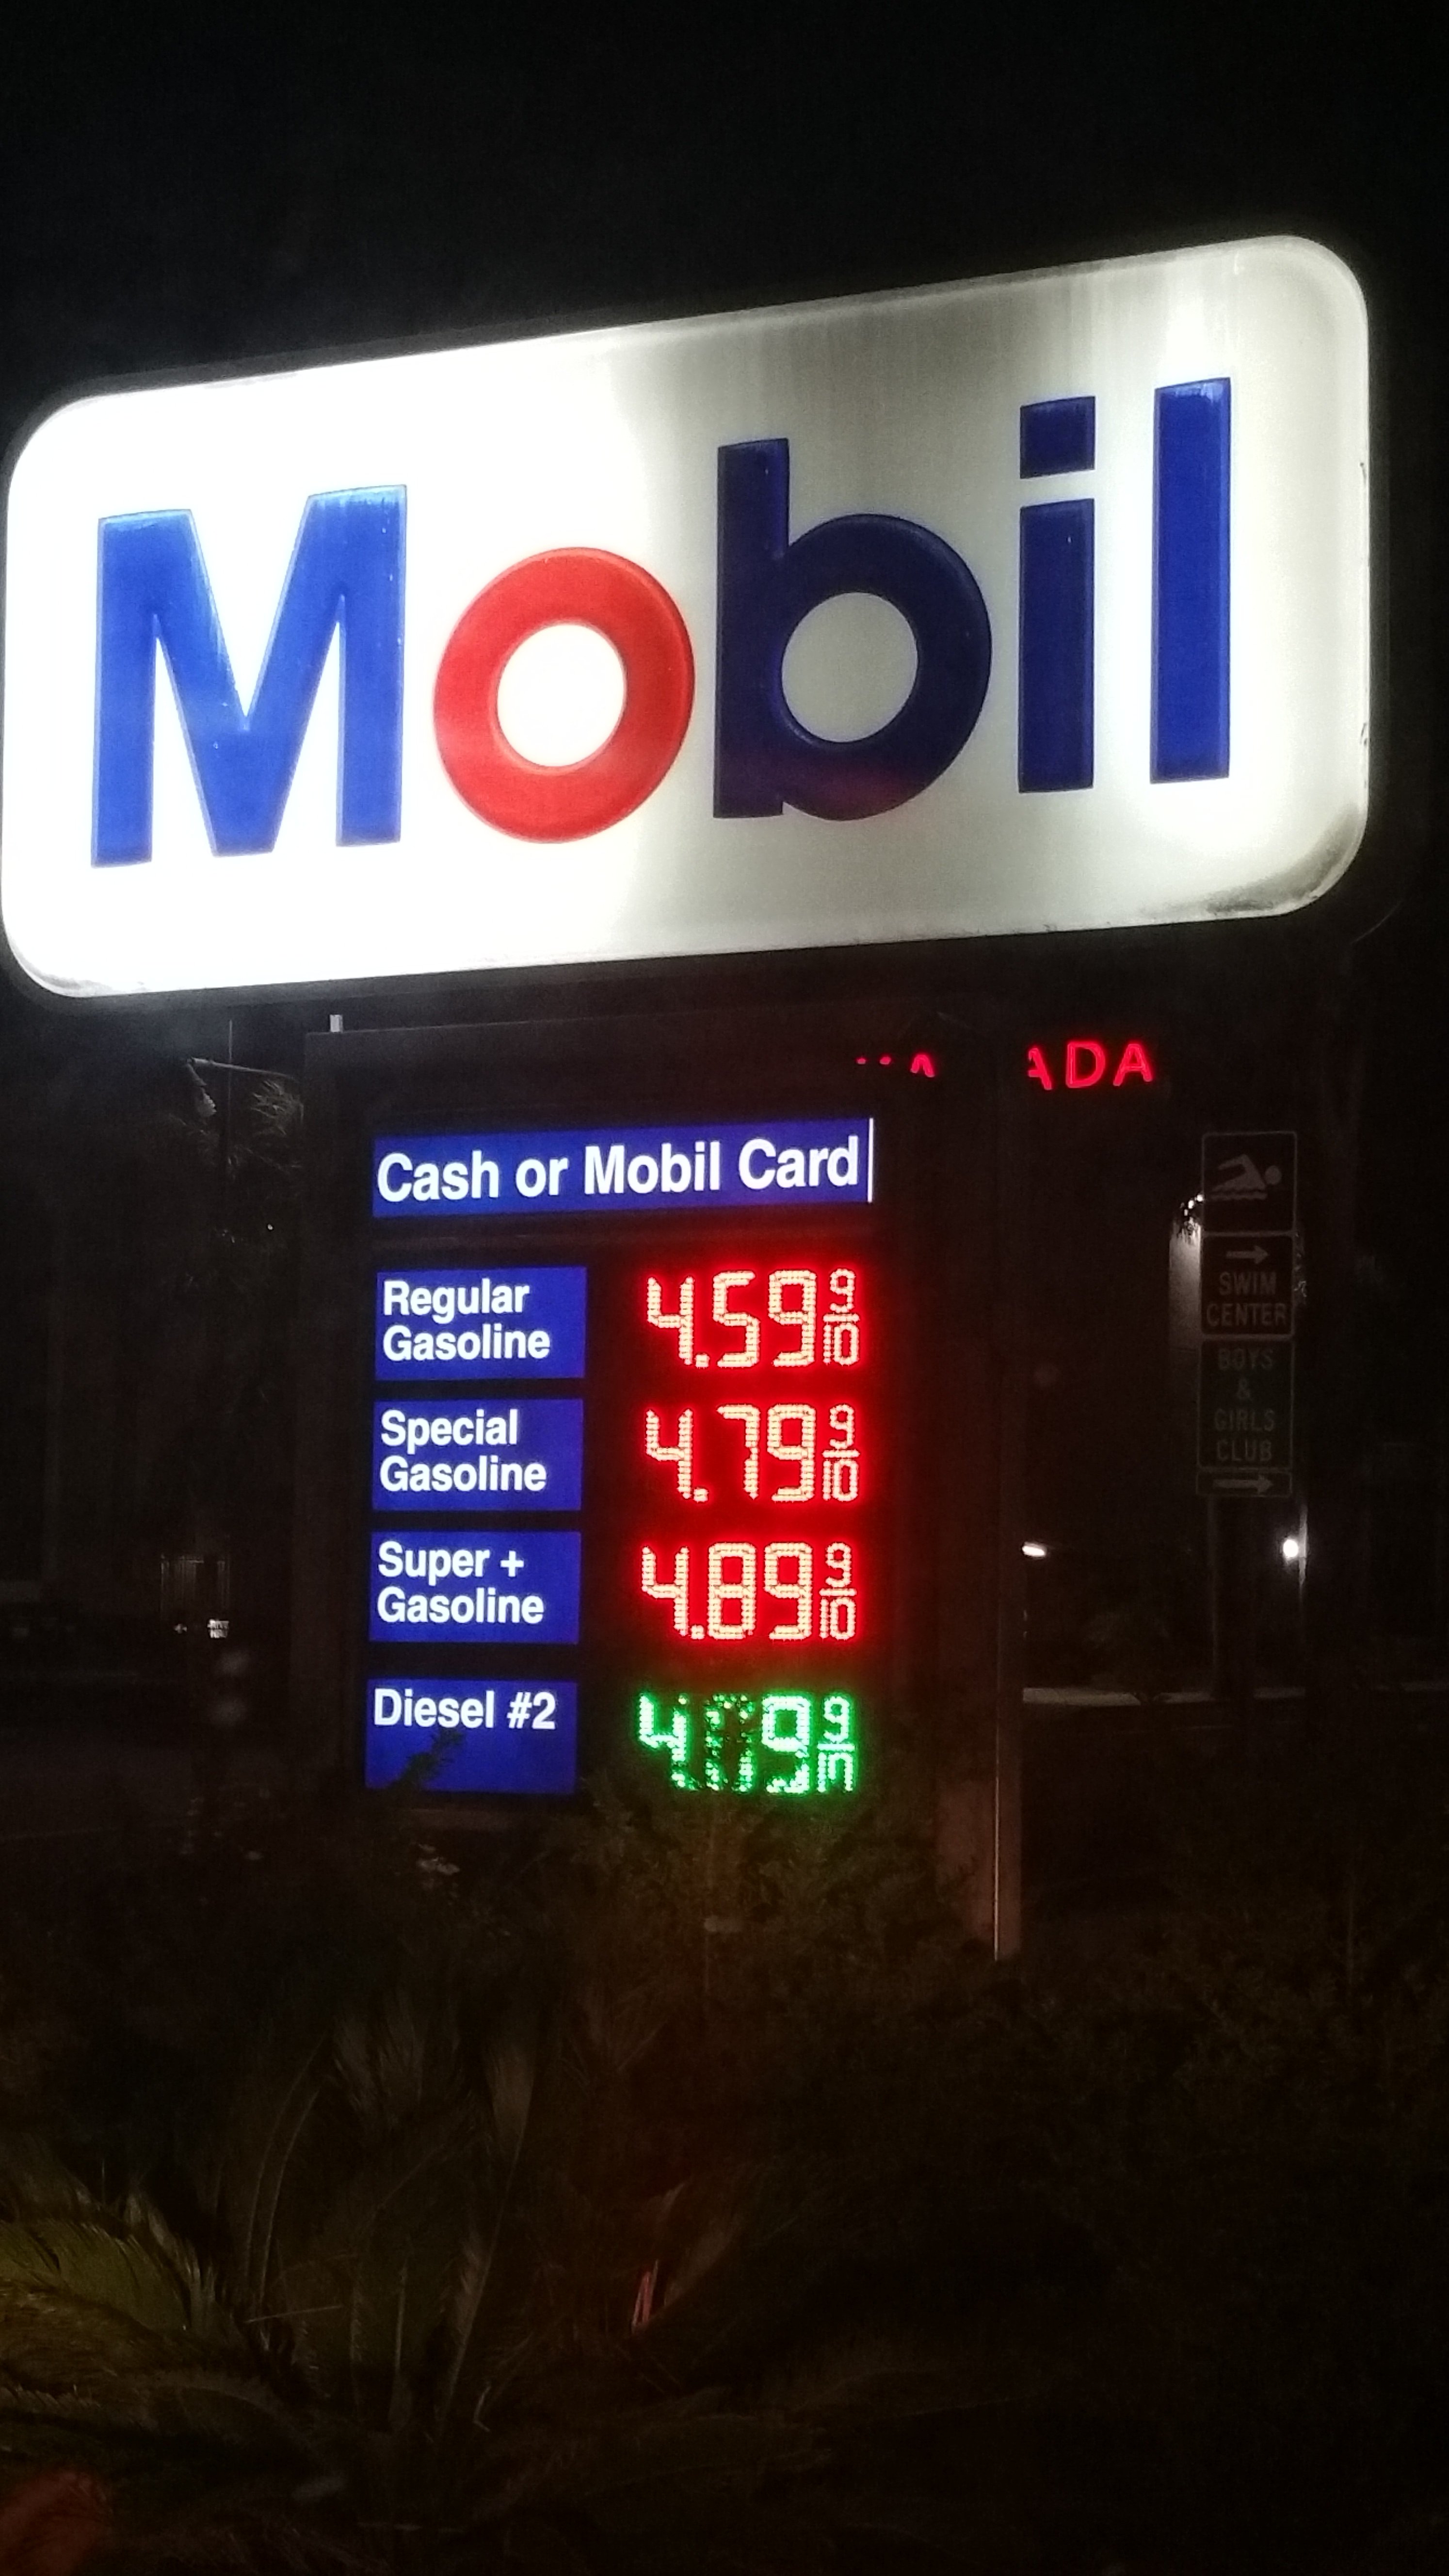 Mobil
ADA
Cash or Mobil Card
Regular
Gasoline
4.59 9/10
Special
Gasoline
4.79 9/10
Super +
Gasoline
4.89 9/10
Diesel #2
SWIM
CENTER
BOYS
&
GIRLS
CLUB